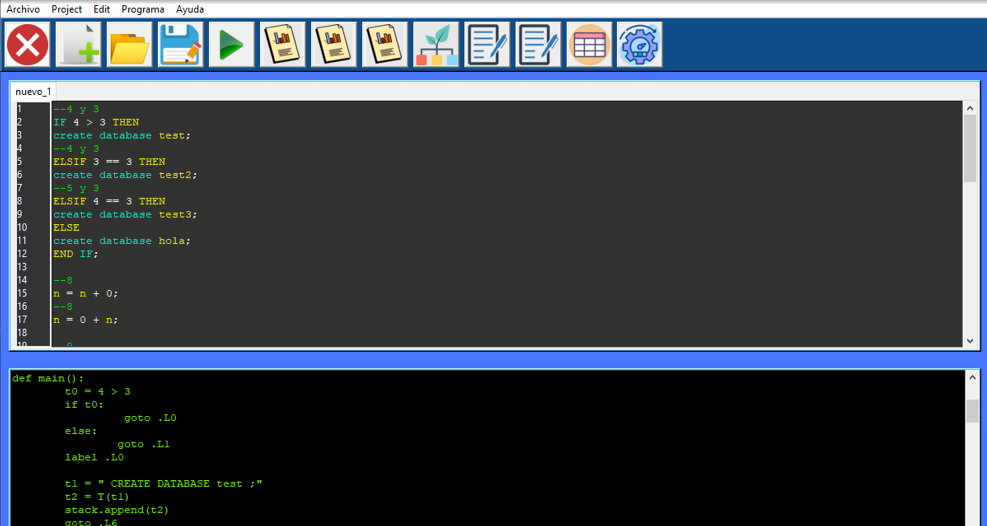 Archivo Project Edit Programa Ayuda
nuevo_1
1 --4 y 3
2 IF 4 > 3 THEN
3 create database test;
4 --4 y 3
5 ELSIF 3 == 3 THEN
6 create database test2;
7 --5 y 3
8 ELSIF 4 == 3 THEN
9 create database test3;
10 ELSE
11 create database hola;
12 END IF;
13
14 --8
15 n = n + 0;
16 --8
17 n = 0 + n;
18
19 --9
def main():
t0 = 4 > 3
if t0:
goto .L0
else:
goto .L1
label .L0
t1 = " CREATE DATABASE test ;"
t2 = T(t1)
stack.append(t2)
goto .L6